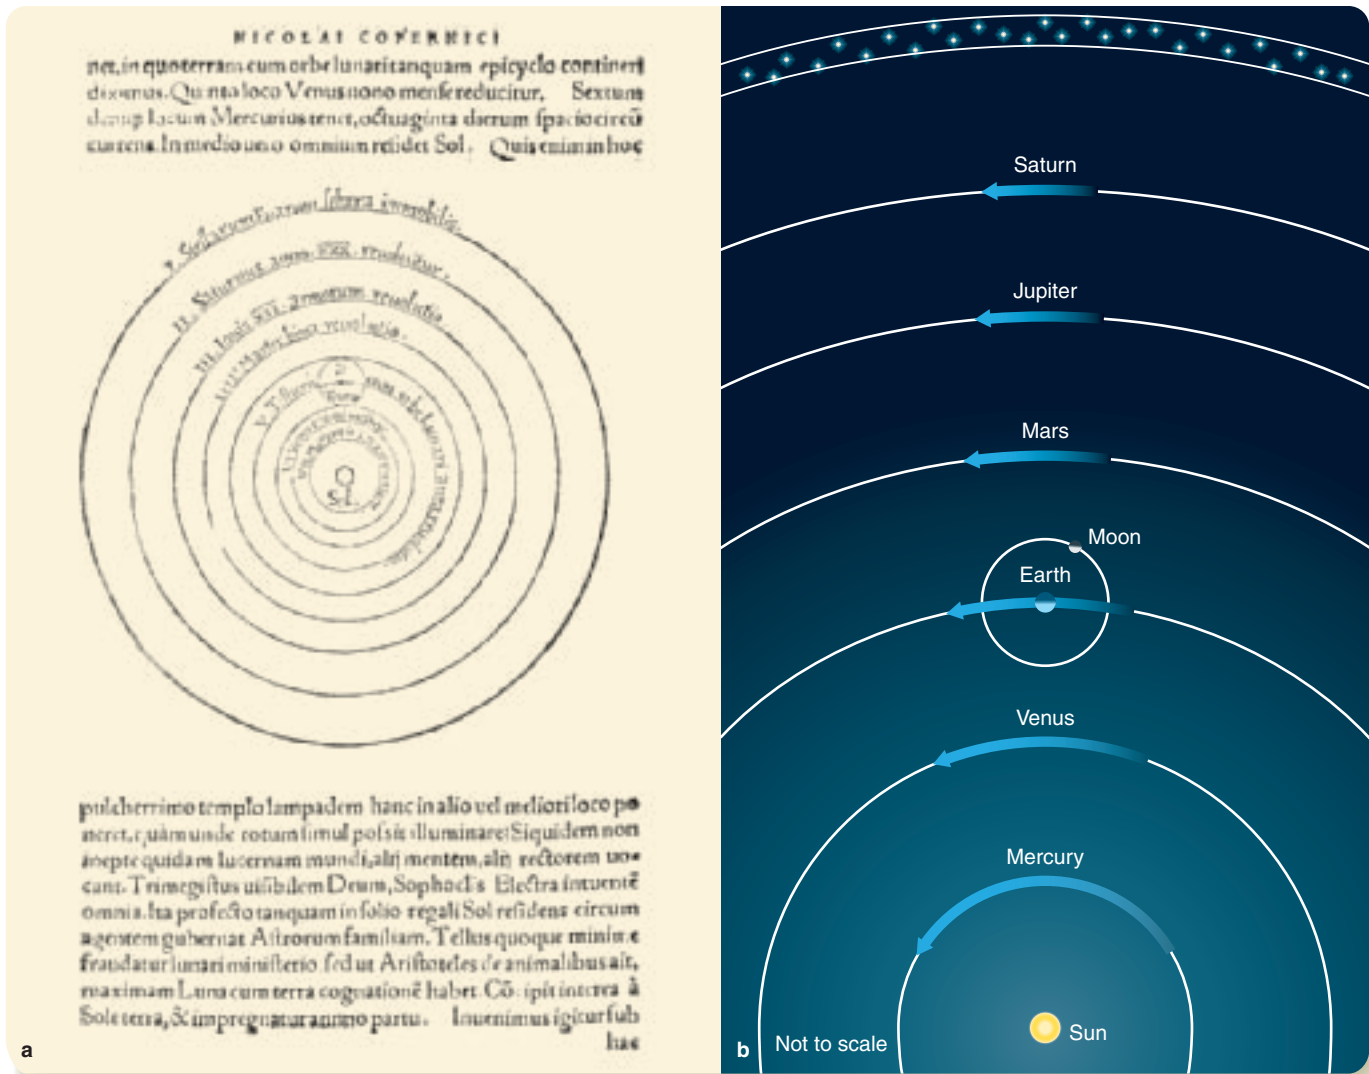 NICOLAI COPERNICI
net, in quo terram cum orbe lunari tanquam epicyclo contineri
diximus. Quinto loco Venus nono mense reducitur. Sextum
deniq; locum Mercurius tenet, octuaginta dierum spacio circū
currens. In medio uero omnium residet Sol. Quis enim in hoc
Sol.
pulcherrimo templo lampadem hanc in alio uel meliori loco po
neret, quàm unde totum simul possit illuminare? Siquidem non
inepte quidam lucernam mundi, alij mentem, alij rectorem uo-
cant. Trimegistus uisibilem Deum, Sophoclis Electra intuentē
omnia. Ita profecto tanquam in solio regali Sol residens circum
agentem gubernat Astrorum familiam. Tellus quoque minime
fraudatur lunari ministerio, sed ut Aristoteles de animalibus ait,
maximam Luna cum terra cognationē habet. Cōcipit interea à
Sole terra, & impregnatur annuo partu. Inuenimus igitur sub
hac
a
Saturn
Jupiter
Mars
Moon
Earth
Venus
Mercury
Sun
Not to scale
b